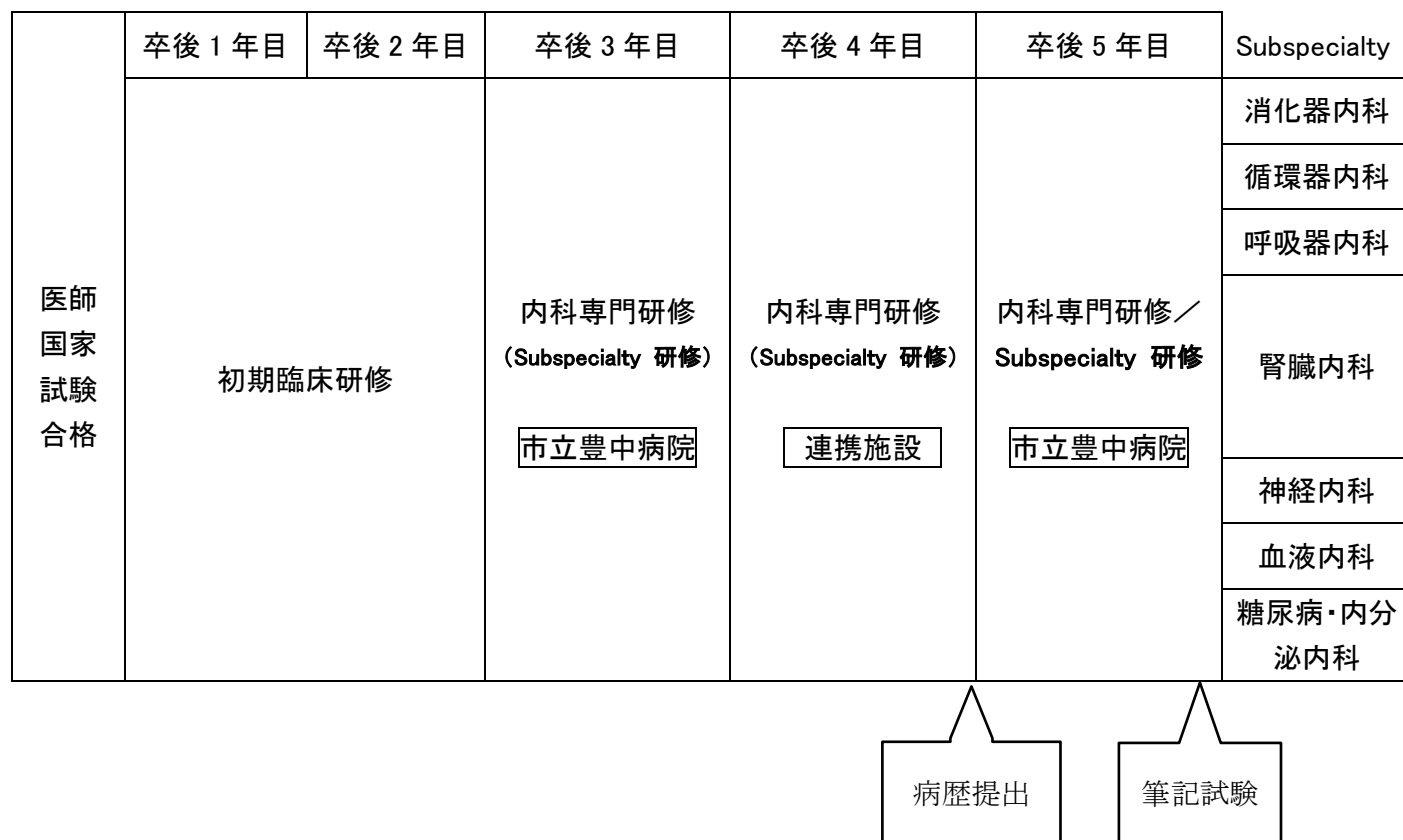 卒後1年目 卒後2年目 卒後3年目 卒後4年目 卒後5年目 Subspecialty
医師
国家
試験
合格
初期臨床研修
内科専門研修
（Subspecialty 研修）
市立豊中病院
内科専門研修
（Subspecialty 研修）
連携施設
内科専門研修／
Subspecialty 研修
市立豊中病院
消化器内科
循環器内科
呼吸器内科
腎臓内科
神経内科
血液内科
糖尿病・内分
泌内科
病歴提出
筆記試験